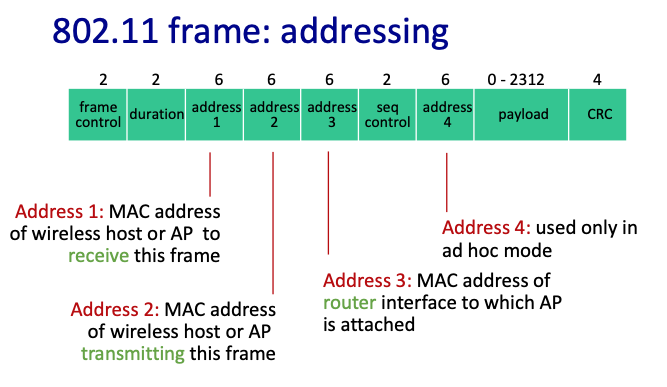 802.11 frame: addressing
2 2 6 6 6 2 6 0 - 2312 4
frame control
duration
address 1
address 2
address 3
seq control
address 4
payload
CRC
Address 1: MAC address
of wireless host or AP to
receive this frame
Address 2: MAC address
of wireless host or AP
transmitting this frame
Address 3: MAC address of
router interface to which AP
is attached
Address 4: used only in
ad hoc mode